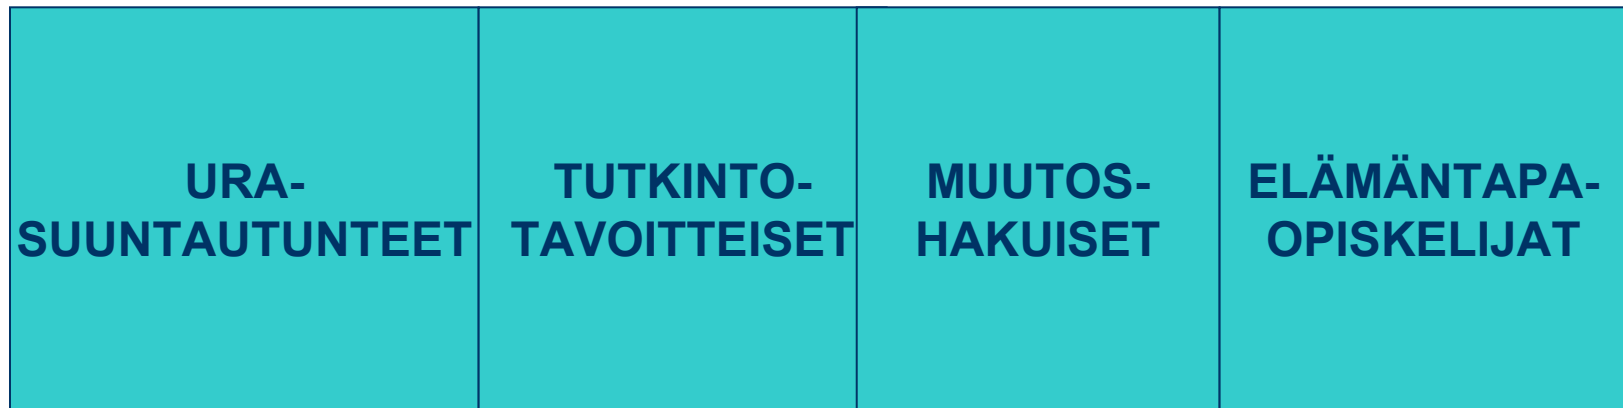 URA-
SUUNTAUTUNTEET
TUTKINTO-
TAVOITTEISET
MUUTOS-
HAKUISET
ELÄMÄNTAPA-
OPISKELIJAT